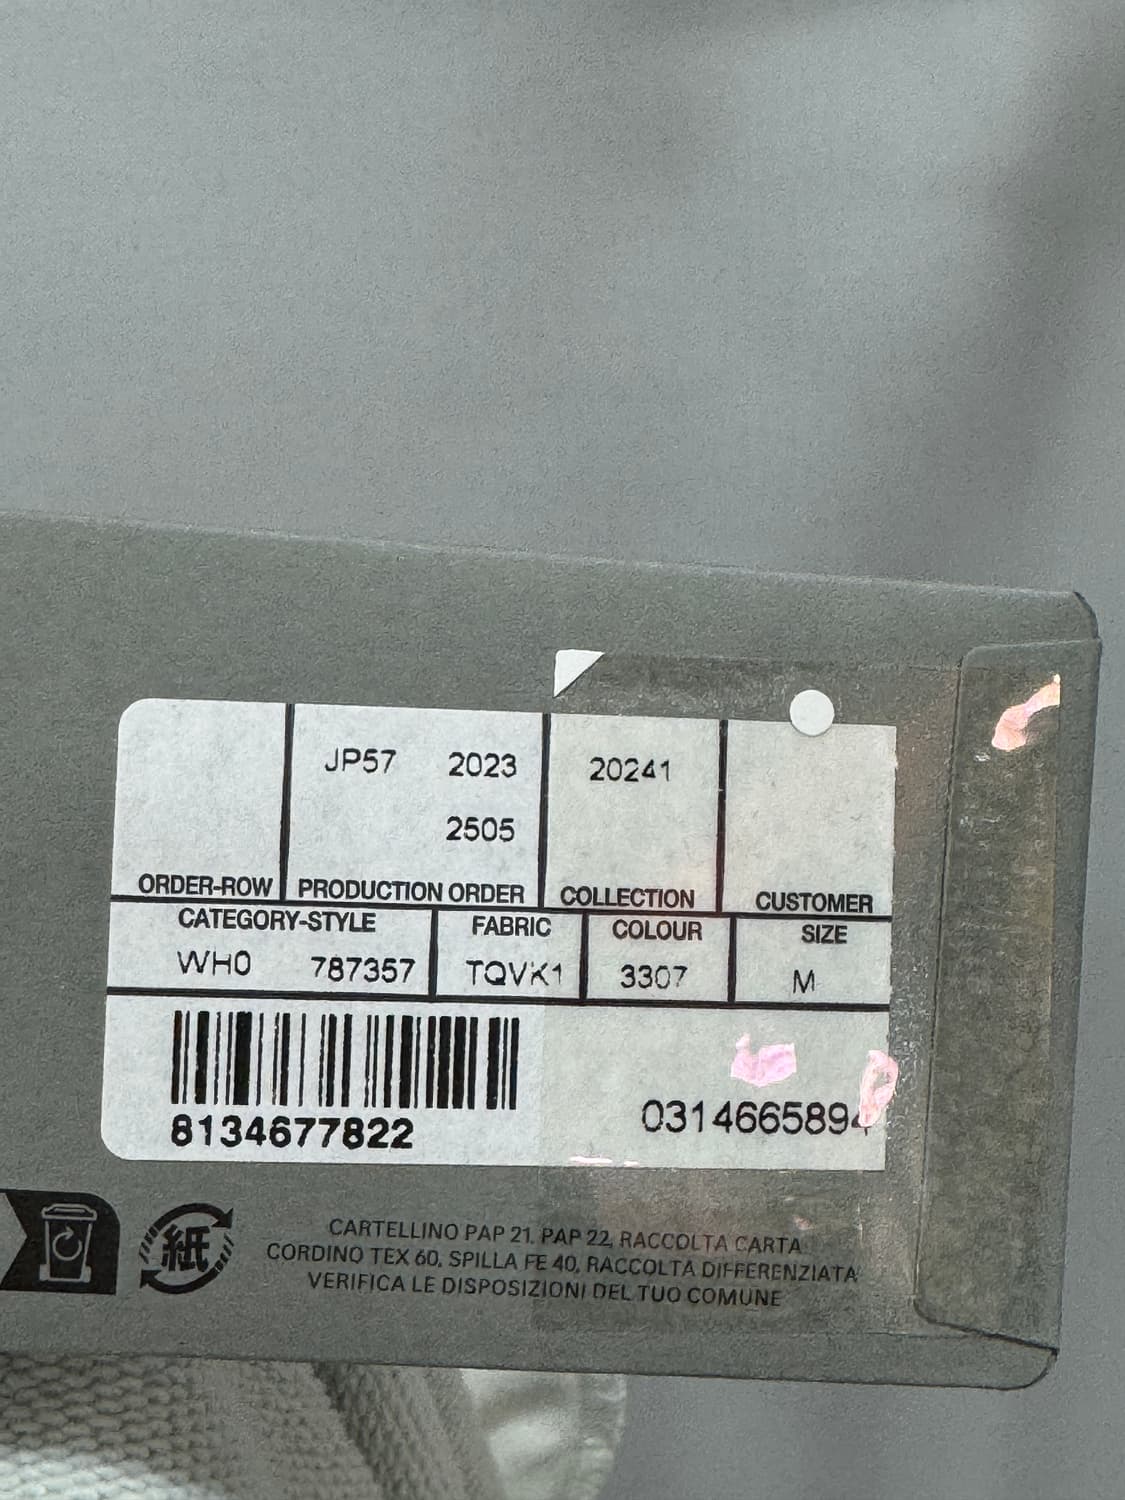 JP57 2023 20241
2505
ORDER-ROW PRODUCTION ORDER COLLECTION CUSTOMER
CATEGORY-STYLE FABRIC COLOUR SIZE
WH0 787357 TQVK1 3307 M
8134677822 0314665894
紙
CARTELLINO PAP 21, PAP 22, RACCOLTA CARTA
CORDINO TEX 60, SPILLA FE 40, RACCOLTA DIFFERENZIATA
VERIFICA LE DISPOSIZIONI DEL TUO COMUNE